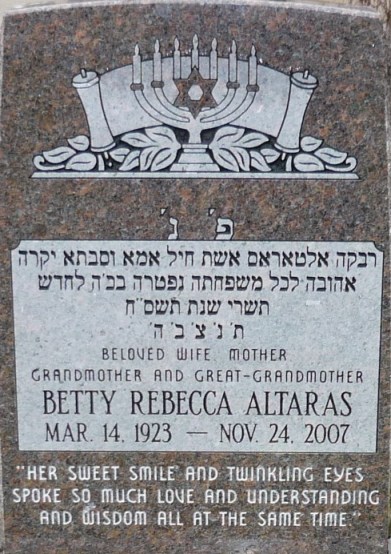 פ' נ'
רבקה אלטאראס אשת חיל אמא וסבתא יקרה
אהובה לכל משפחתה נפטרה בכ"ה לחדש
תשרי שנת תשס"ח
ת' נ' צ' ב' ה'
BELOVED WIFE, MOTHER
GRANDMOTHER AND GREAT-GRANDMOTHER
BETTY REBECCA ALTARAS
MAR. 14, 1923 — NOV. 24, 2007
"HER SWEET SMILE AND TWINKLING EYES
SPOKE SO MUCH LOVE AND UNDERSTANDING
AND WISDOM ALL AT THE SAME TIME."